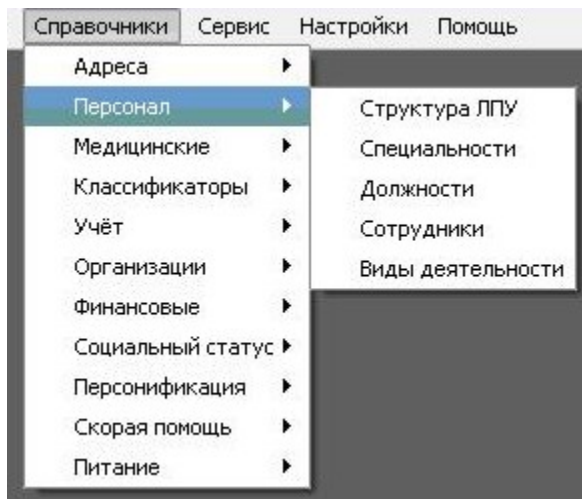 Справочники Сервис Настройки Помощь
Адреса
Персонал
Медицинские
Классификаторы
Учёт
Организации
Финансовые
Социальный статус
Персонификация
Скорая помощь
Питание
Структура ЛПУ
Специальности
Должности
Сотрудники
Виды деятельности